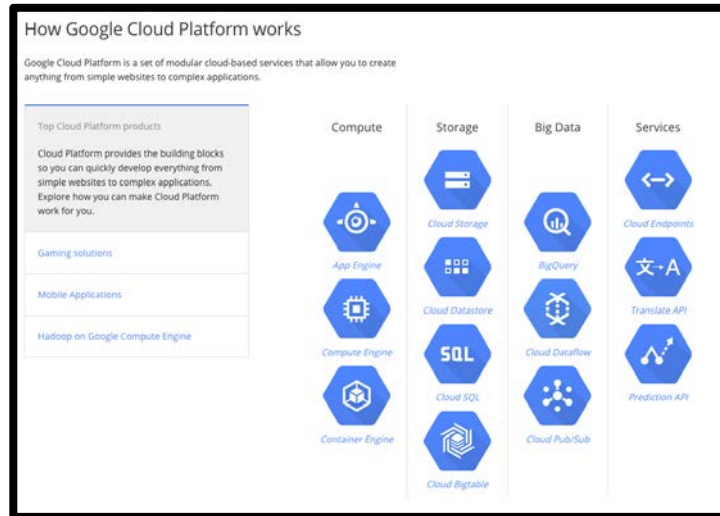 How Google Cloud Platform works
Google Cloud Platform is a set of modular cloud-based services that allow you to create
anything from simple websites to complex applications.
Top Cloud Platform products
Cloud Platform provides the building blocks
so you can quickly develop everything from
simple websites to complex applications.
Explore how you can make Cloud Platform
work for you.
Gaming solutions
Mobile Applications
Hadoop on Google Compute Engine
Compute
App Engine
Compute Engine
Container Engine
Storage
Cloud Storage
Cloud Datastore
SQL
Cloud SQL
Cloud Bigtable
Big Data
BigQuery
Cloud Dataflow
Cloud Pub/Sub
Services
Cloud Endpoints
文→A
Translate API
Prediction API